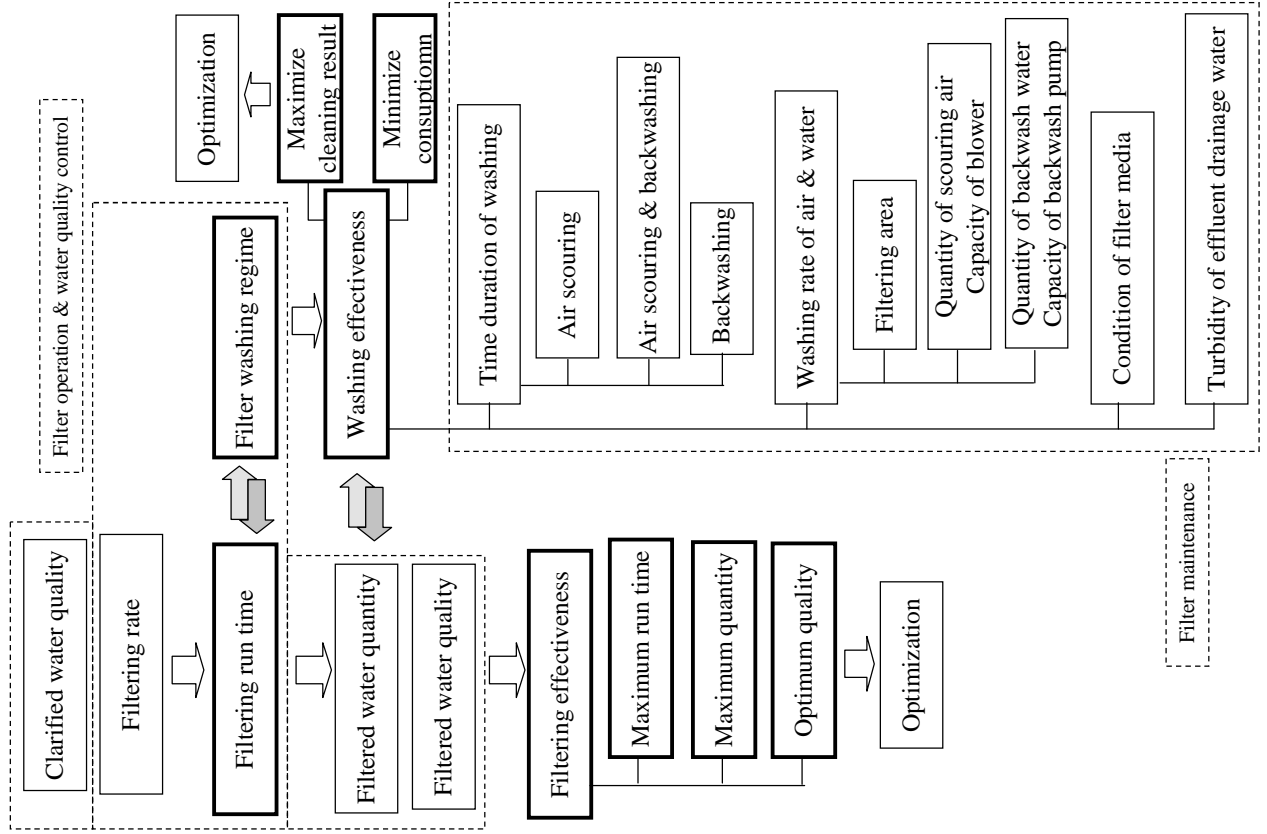 Filter operation & water quality control
Clarified water quality
Filtering rate
Filtering run time
Filter washing regime
Filtered water quantity
Filtered water quality
Filtering effectiveness
Maximum run time
Maximum quantity
Optimum quality
Optimization
Washing effectiveness
Maximize
cleaning result
Minimize
consuptiomn
Optimization
Time duration of washing
Air scouring
Air scouring & backwashing
Backwashing
Washing rate of air & water
Filtering area
Quantity of scouring air
Capacity of blower
Quantity of backwash water
Capacity of backwash pump
Condition of filter media
Turbidity of effluent drainage water
Filter maintenance